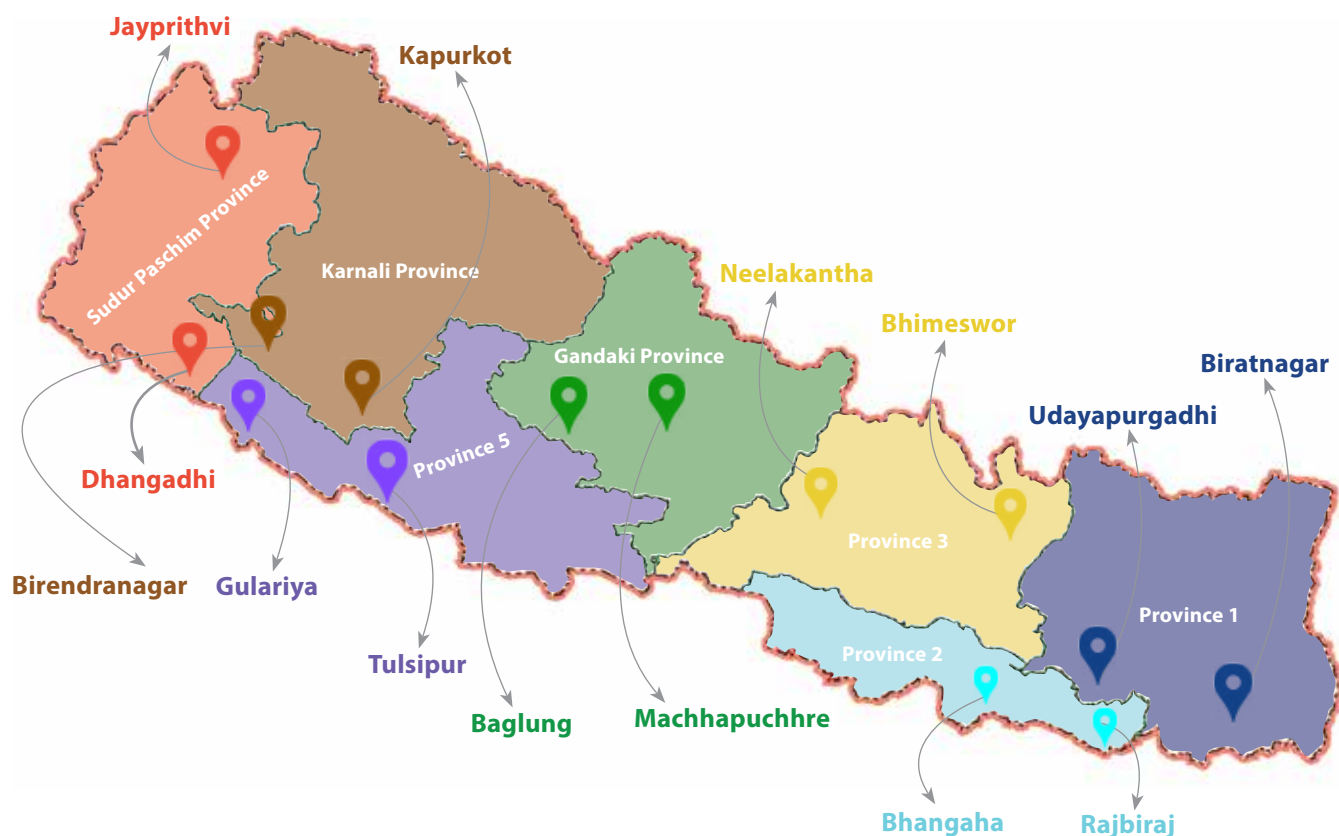 Jayprithvi
Kapurkot
Sudur Paschim Province
Karnali Province
Neelakantha
Bhimeswor
Gandaki Province
Biratnagar
Udayapurgadhi
Province 5
Dhangadhi
Province 3
Birendranagar
Gulariya
Province 1
Tulsipur
Province 2
Baglung
Machhapuchhre
Bhangaha
Rajbiraj